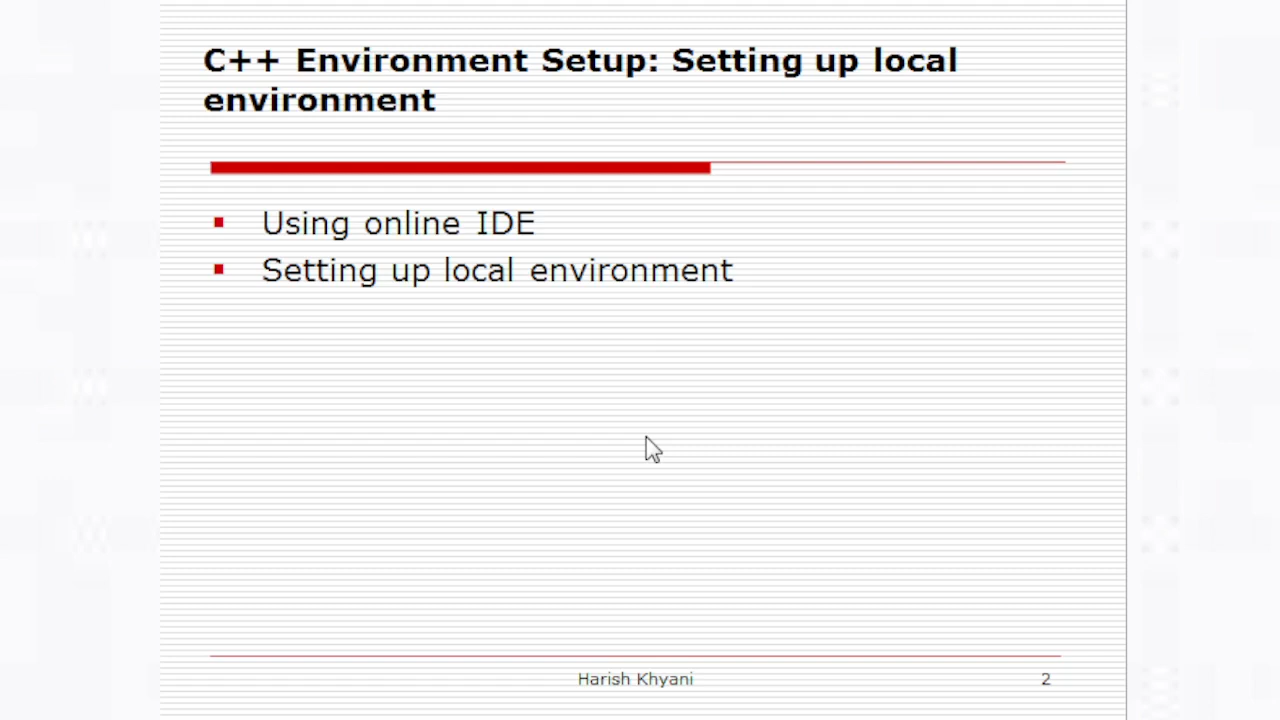 C++ Environment Setup: Setting up local
environment
Using online IDE
Setting up local environment
Harish Khyani
2